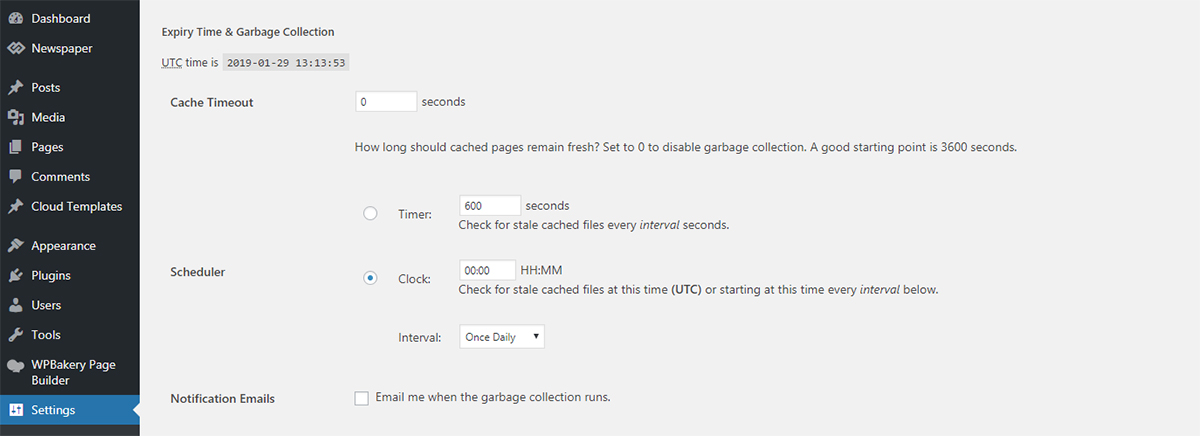 Dashboard
Newspaper
Posts
Media
Pages
Comments
Cloud Templates
Appearance
Plugins
Users
Tools
WPBakery Page
Builder
Settings
Expiry Time & Garbage Collection
UTC time is 2019-01-29 13:13:53
Cache Timeout
0 seconds
How long should cached pages remain fresh? Set to 0 to disable garbage collection. A good starting point is 3600 seconds.
Scheduler
Timer: 600 seconds
Check for stale cached files every interval seconds.
Clock: 00:00 HH:MM
Check for stale cached files at this time (UTC) or starting at this time every interval below.
Interval: Once Daily
Notification Emails
Email me when the garbage collection runs.